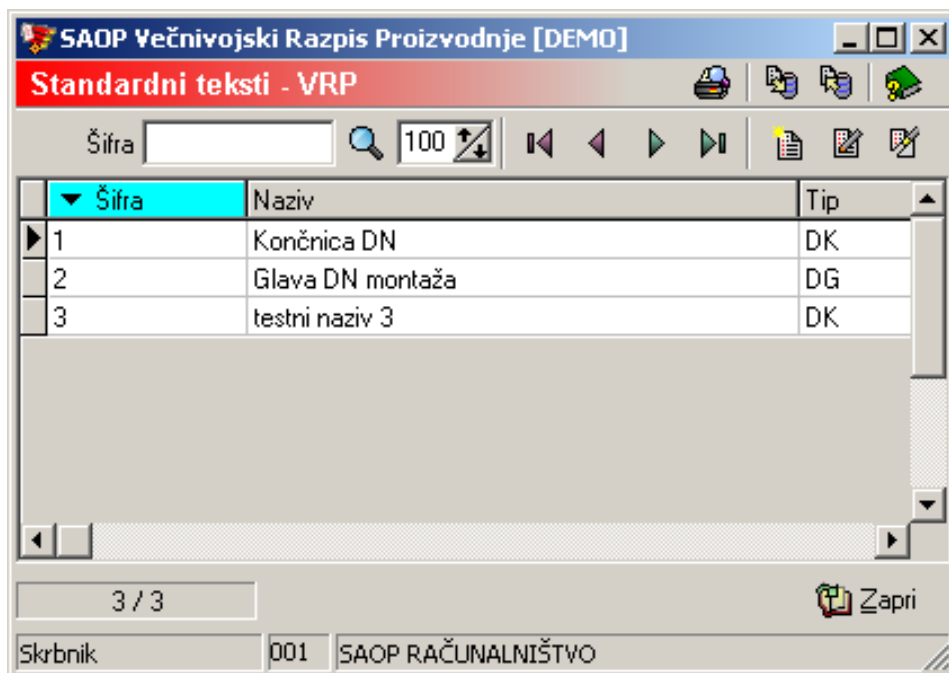 SAOP Večnivojski Razpis Proizvodnje [DEMO]
Standardni teksti - VRP
Šifra 100
Šifra Naziv Tip
1 Končnica DN DK
2 Glava DN montaža DG
3 testni naziv 3 DK
3 / 3 Zapri
Skrbnik 001 SAOP RAČUNALNIŠTVO